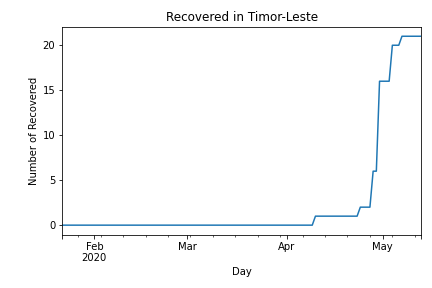 Recovered in Timor-Leste
Number of Recovered
20
15
10
5
0
Feb
2020
Mar
Apr
May
Day